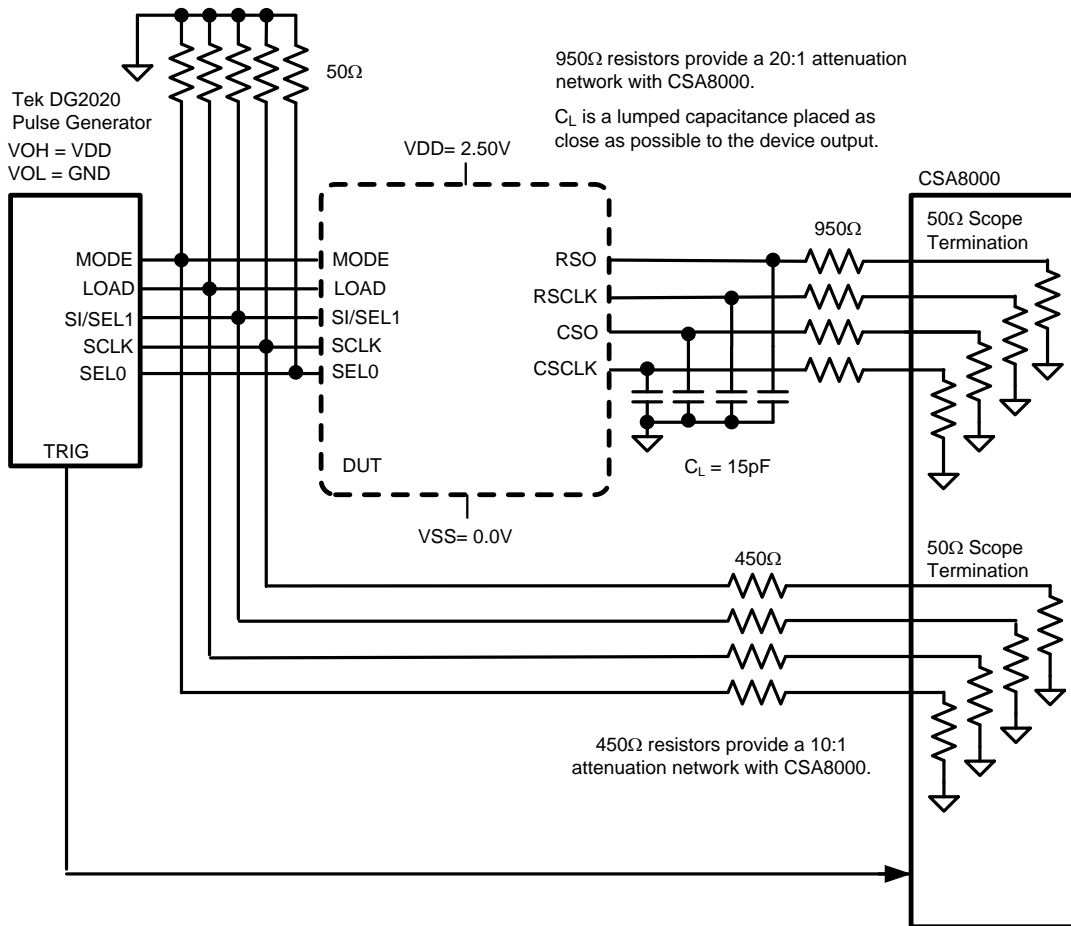 50Ω
950Ω resistors provide a 20:1 attenuation
network with CSA8000.
C_L is a lumped capacitance placed as
close as possible to the device output.
Tek DG2020
Pulse Generator
VOH = VDD
VOL = GND
VDD= 2.50V
CSA8000
50Ω Scope
Termination
950Ω
MODE
LOAD
SI/SEL1
SCLK
SEL0
TRIG
MODE
LOAD
SI/SEL1
SCLK
SEL0
DUT
RSO
RSCLK
CSO
CSCLK
C_L = 15pF
VSS= 0.0V
450Ω
50Ω Scope
Termination
450Ω resistors provide a 10:1
attenuation network with CSA8000.